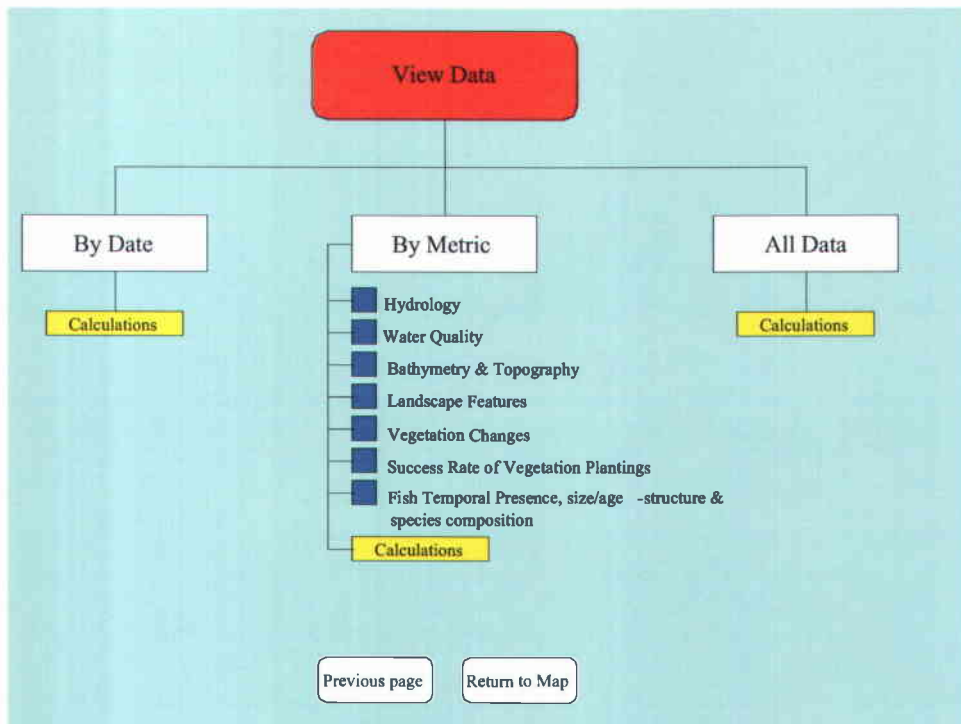 View Data
By Date
By Metric
All Data
Calculations
Hydrology
Water Quality
Bathymetry & Topography
Landscape Features
Vegetation Changes
Success Rate of Vegetation Plantings
Fish Temporal Presence, size/age -structure &
species composition
Calculations
Calculations
Previous page
Return to Map